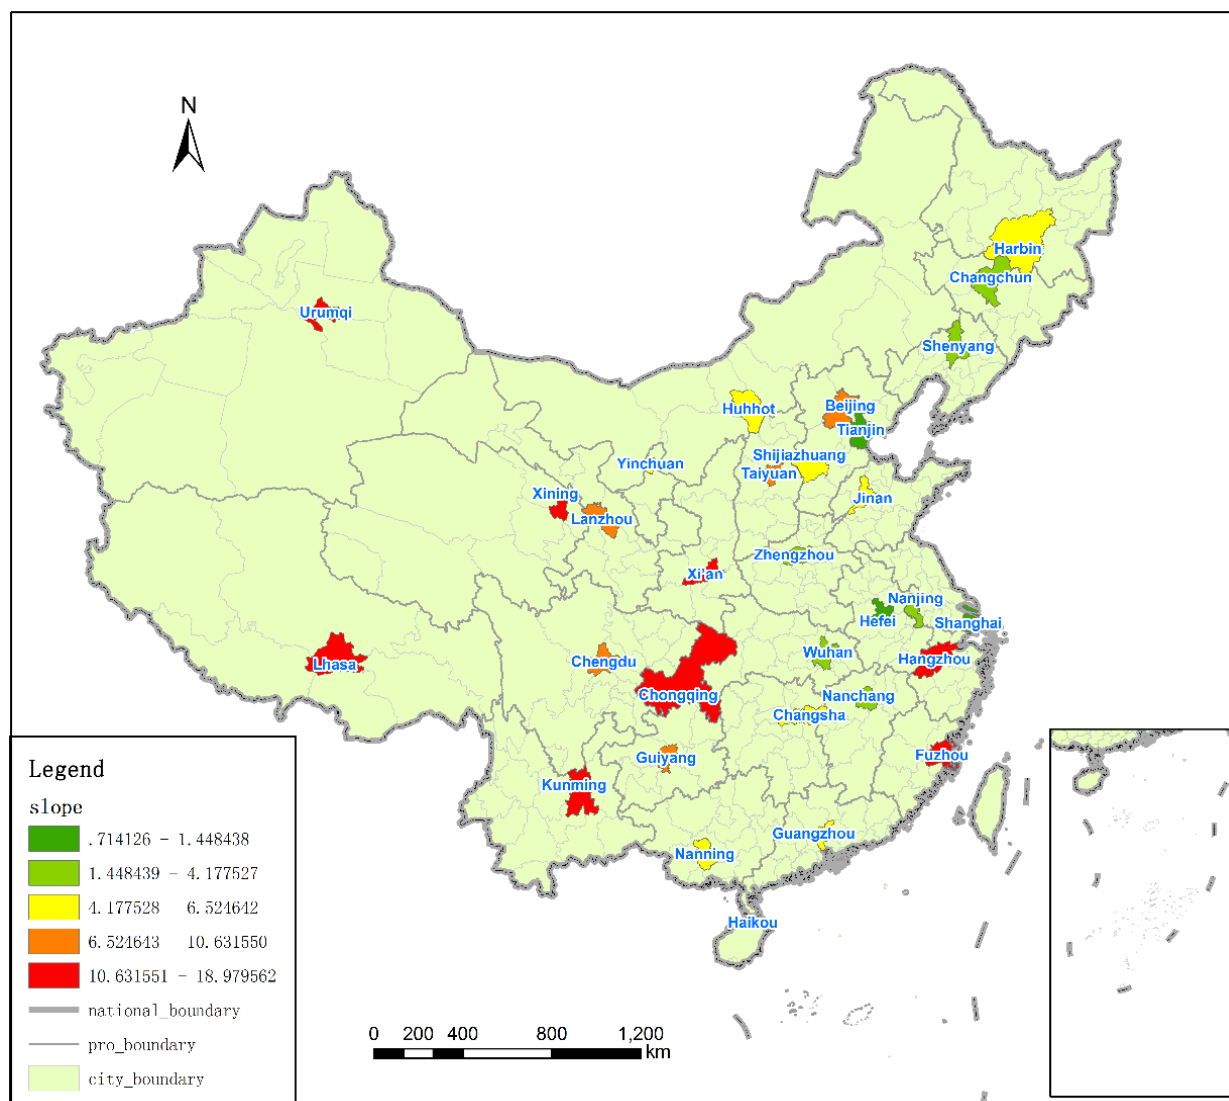 N
Harbin
Changchun
Urumqi
Shenyang
Huhhot
Beijing
Tianjin
Shijiazhuang
Yinchuan
Taiyuan
Xining
Jinan
Lanzhou
Zhengzhou
Xi'an
Nanjing
Hefei
Shanghai
Wuhan
Hangzhou
Lhasa
Chengdu
Chongqing
Nanchang
Changsha
Guiyang
Fuzhou
Kunming
Guangzhou
Nanning
Haikou
Legend
slope
.714126 - 1.448438
1.448439 - 4.177527
4.177528 6.524642
6.524643 10.631550
10.631551 - 18.979562
national_boundary
pro_boundary
city_boundary
0 200 400 800 1,200
km